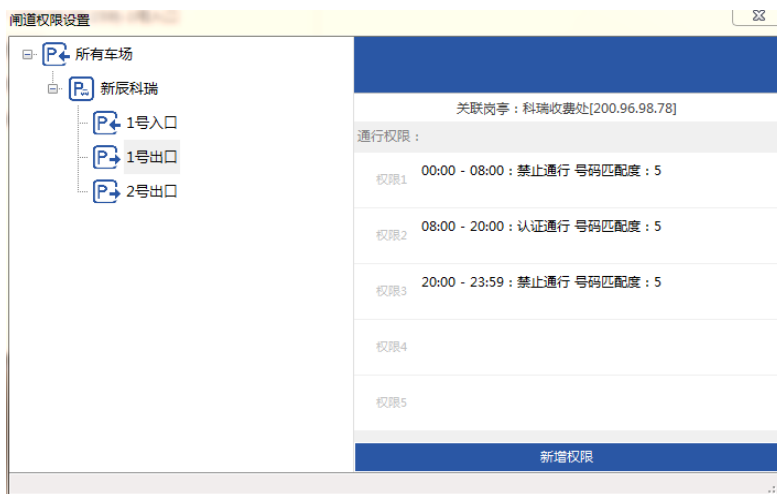 闸道权限设置
所有车场
新辰科瑞
1号入口
1号出口
2号出口
关联岗亭：科瑞收费处[200.96.98.78]
通行权限：
权限1 00:00 - 08:00：禁止通行 号码匹配度：5
权限2 08:00 - 20:00：认证通行 号码匹配度：5
权限3 20:00 - 23:59：禁止通行 号码匹配度：5
权限4
权限5
新增权限